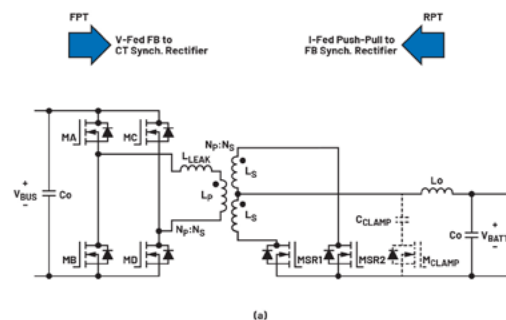 FPT
V-Fed FB to
CT Synch. Rectifier
RPT
I-Fed Push-Pull to
FB Synch. Rectifier
MA
MC
LLEAK
NP:NS
LS
LP
LS
LO
+
VBUS
–
CO
CCLAMP
CO
+
VBATT
–
NP:NS
MB
MD
MSR1
MSR2
MCLAMP
(a)